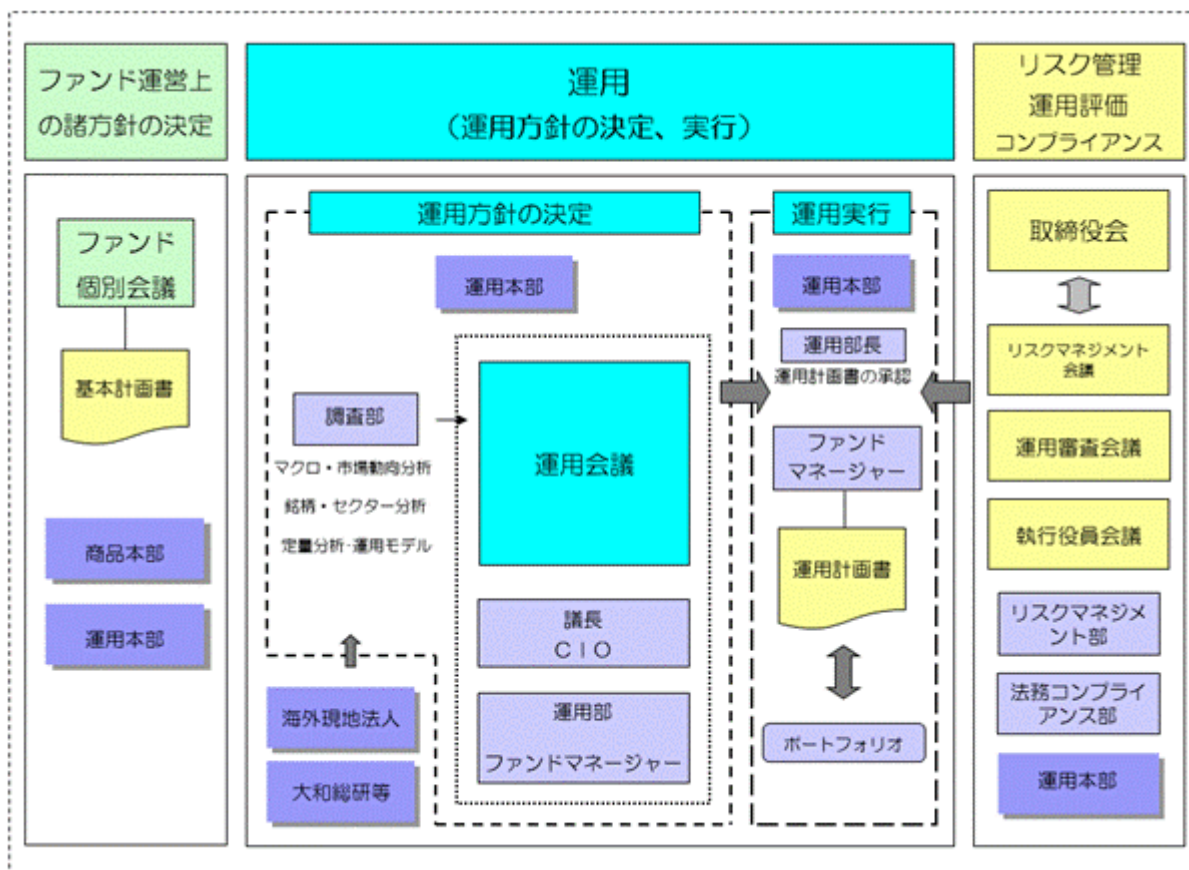 ファンド運営上
の諸方針の決定
運用
（運用方針の決定、実行）
リスク管理
運用評価
コンプライアンス
ファンド
個別会議
基本計画書
商品本部
運用本部
運用方針の決定
運用本部
調査部
マクロ・市場動向分析
銘柄・セクター分析
定量分析・運用モデル
運用会議
議長
ＣＩＯ
運用部
ファンドマネージャー
海外現地法人
大和総研等
運用実行
運用本部
運用部長
運用計画書の承認
ファンド
マネージャー
運用計画書
ポートフォリオ
取締役会
リスクマネジメント
会議
運用審査会議
執行役員会議
リスクマネジメ
ント部
法務コンプライ
アンス部
運用本部